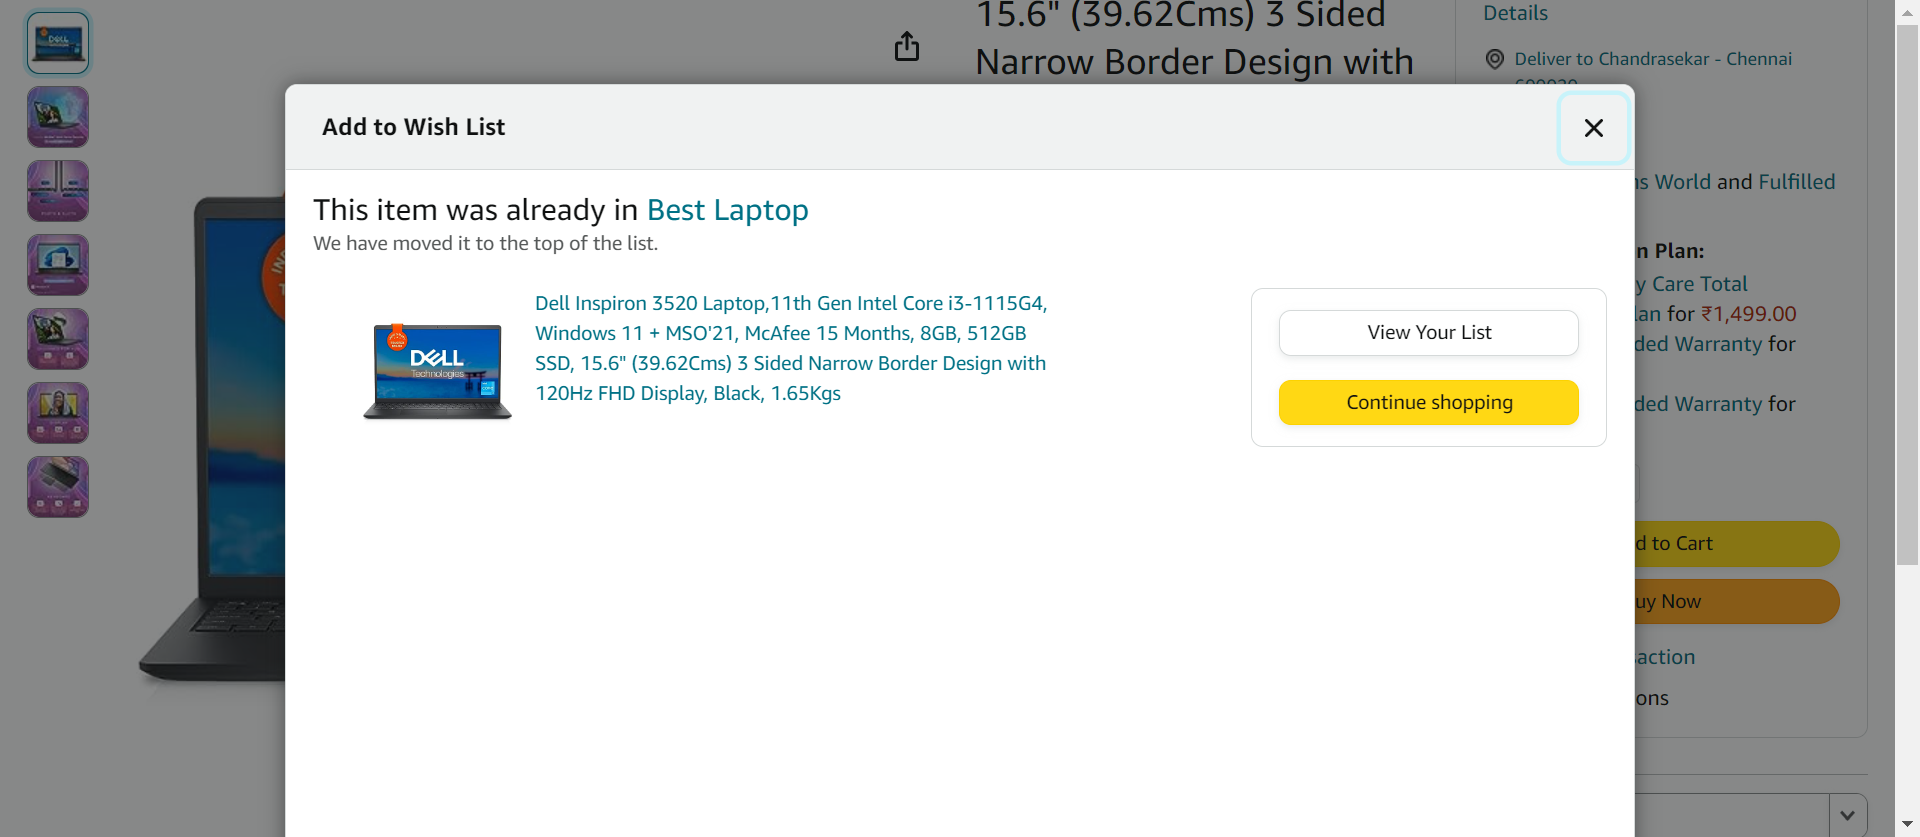 15.6" (39.62Cms) 3 Sided
Narrow Border Design with
Details
Deliver to Chandrasekar - Chennai
Add to Wish List
This item was already in Best Laptop
We have moved it to the top of the list.
DELL
Technologies
Dell Inspiron 3520 Laptop,11th Gen Intel Core i3-1115G4,
Windows 11 + MSO'21, McAfee 15 Months, 8GB, 512GB
SSD, 15.6" (39.62Cms) 3 Sided Narrow Border Design with
120Hz FHD Display, Black, 1.65Kgs
View Your List
Continue shopping
World and Fulfilled
n Plan:
y Care Total
lan for ₹1,499.00
ded Warranty for
ded Warranty for
d to Cart
uy Now
saction
ons